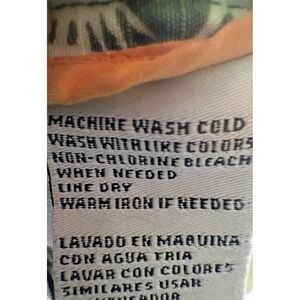 MACHINE WASH COLD
WASH WITH LIKE COLORS
NON-CHLORINE BLEACH
WHEN NEEDED
LINE DRY
WARM IRON IF NEEDED
LAVADO EN MAQUINA
CON AGUA FRIA
LAVAR CON COLORES
SIMILARES USAR